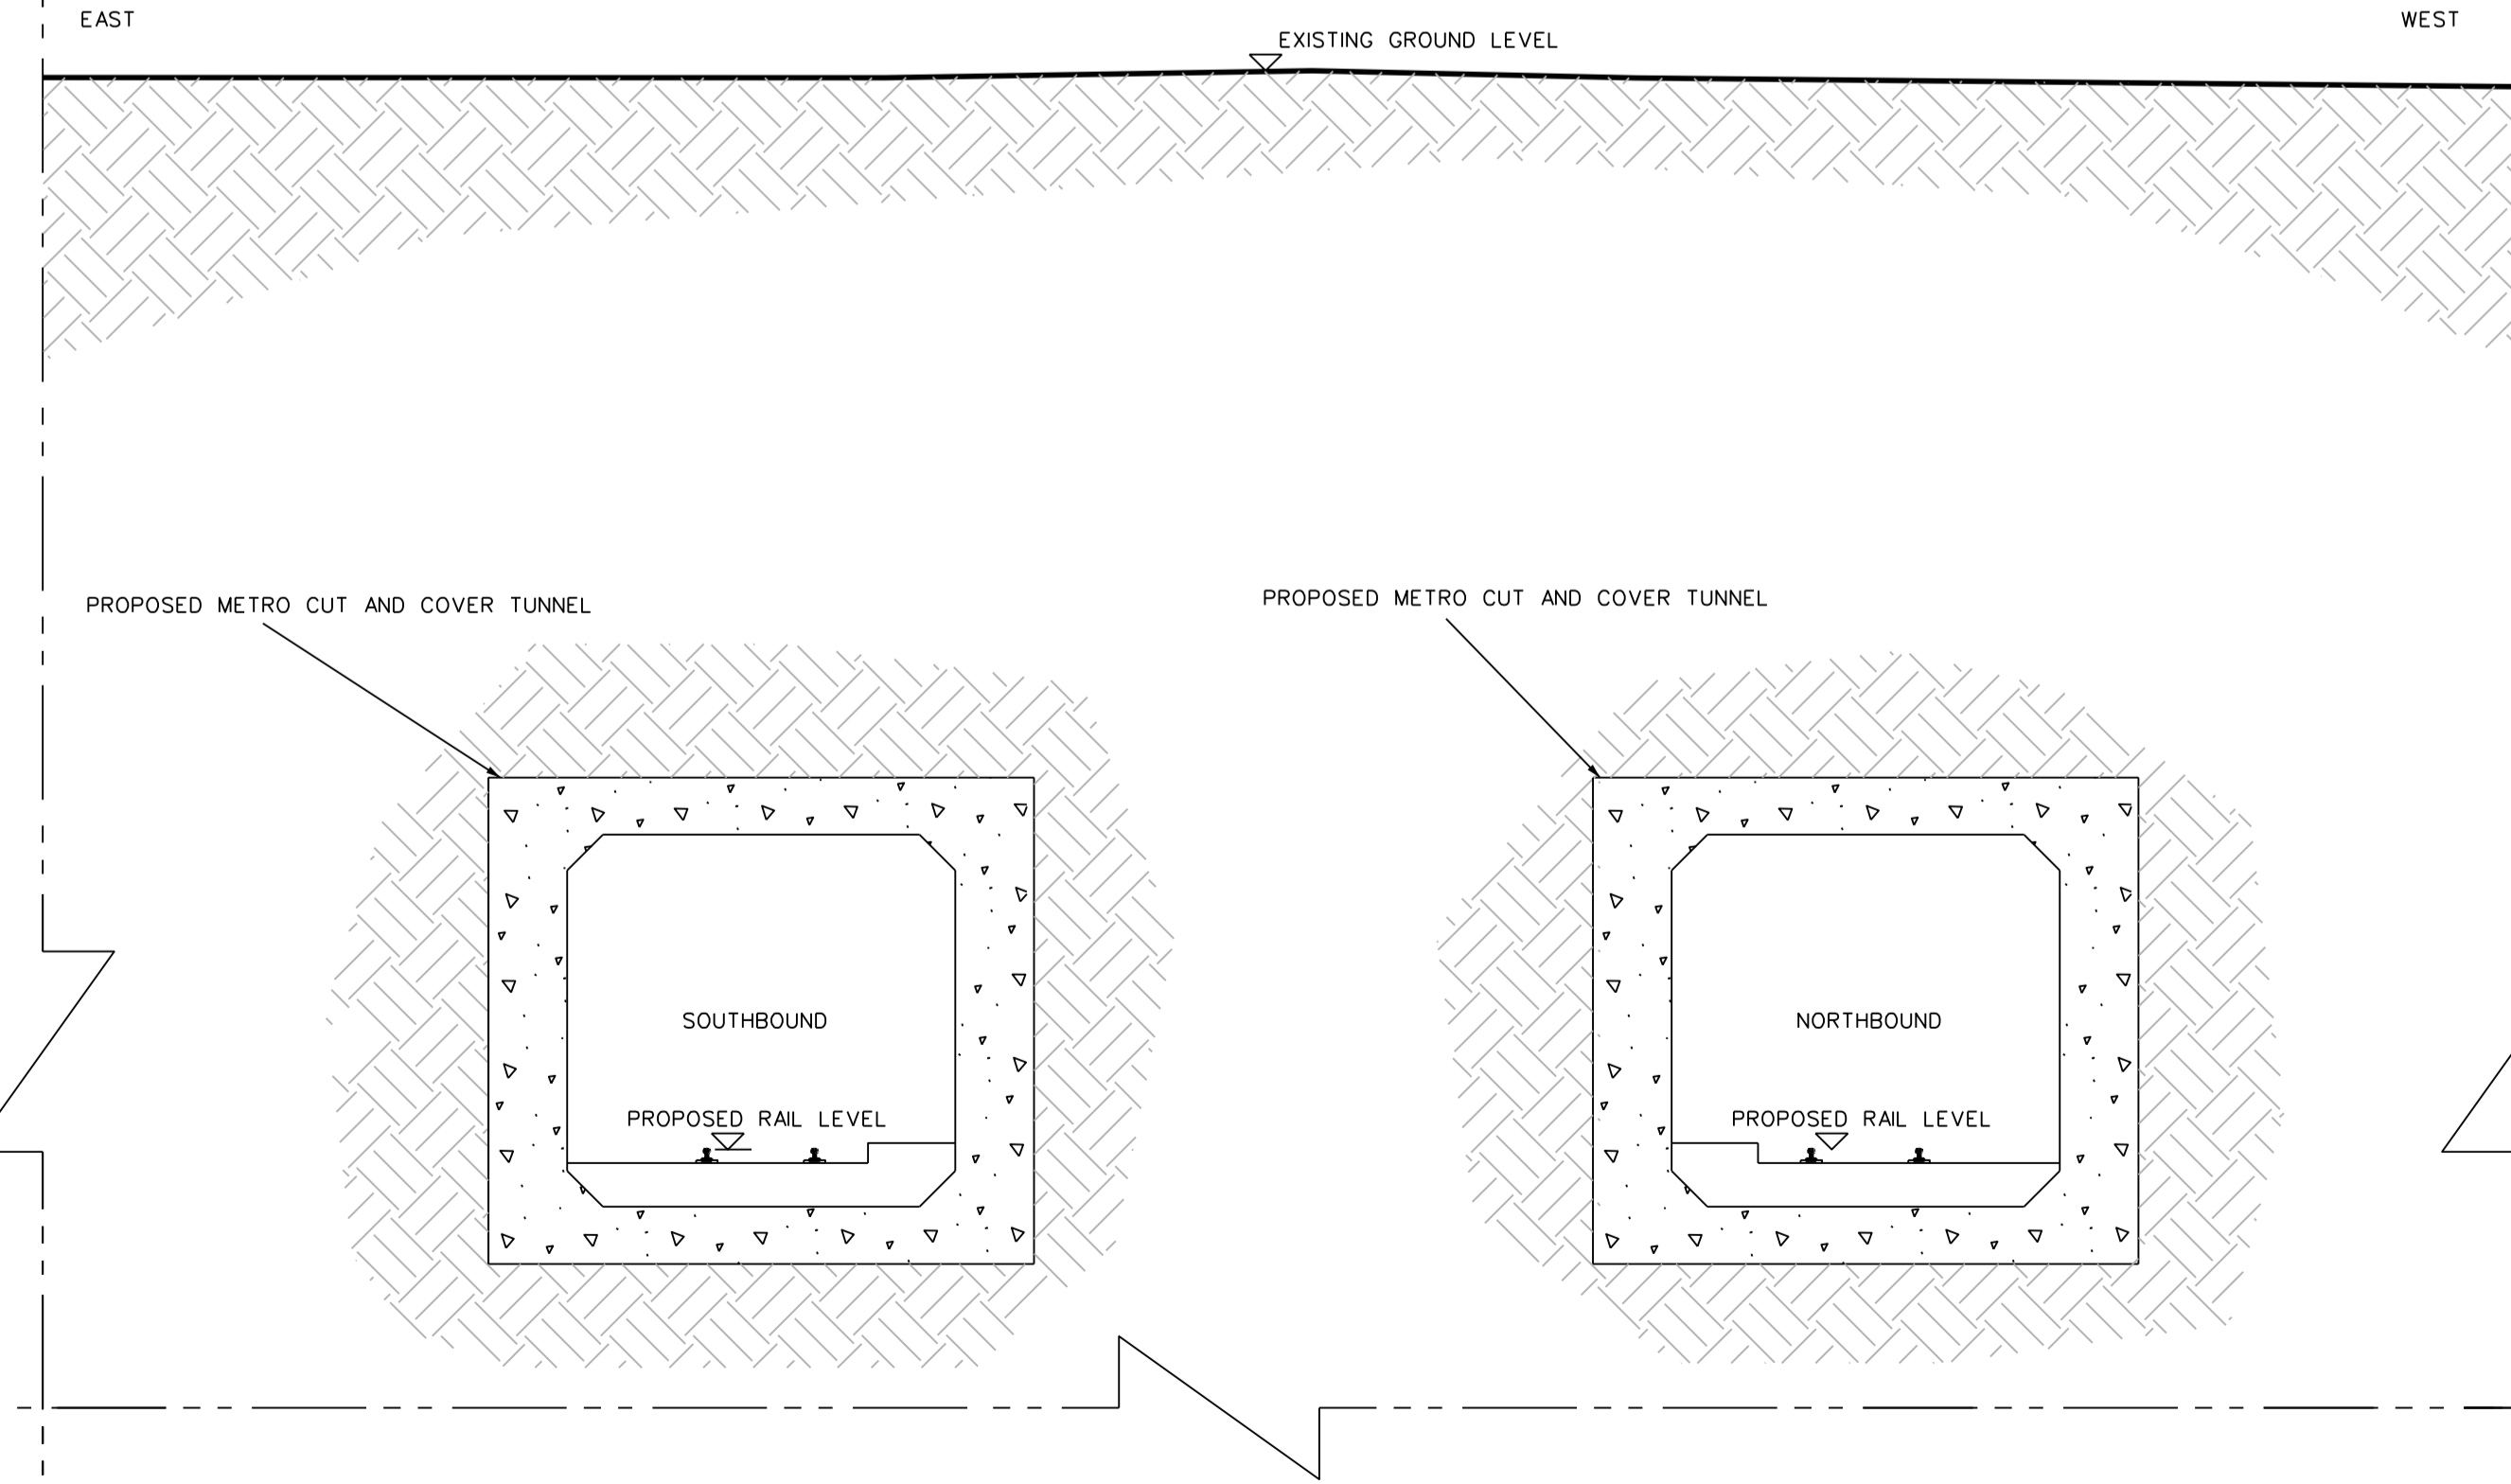 EAST
WEST
EXISTING GROUND LEVEL
PROPOSED METRO CUT AND COVER TUNNEL
PROPOSED METRO CUT AND COVER TUNNEL
SOUTHBOUND
NORTHBOUND
PROPOSED RAIL LEVEL
PROPOSED RAIL LEVEL